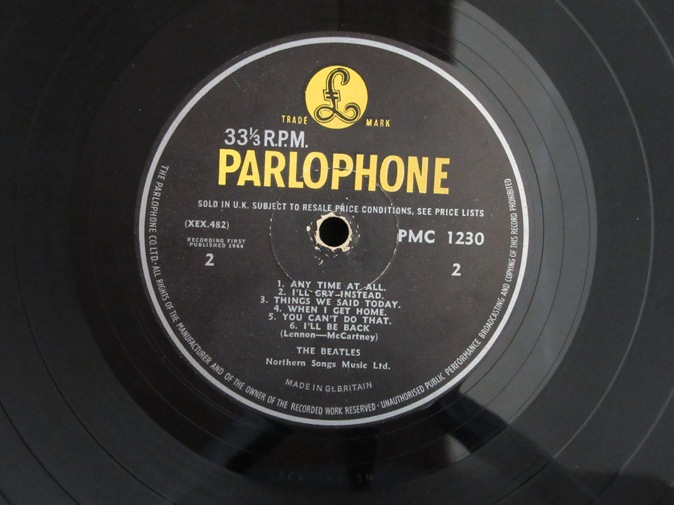 £
TRADE MARK
33⅓ R.P.M.
PARLOPHONE
SOLD IN U.K. SUBJECT TO RESALE PRICE CONDITIONS, SEE PRICE LISTS
(XEX.482)
PMC 1230
RECORDING FIRST
PUBLISHED 1964
2
2
1. ANY TIME AT ALL.
2. I'LL CRY INSTEAD.
3. THINGS WE SAID TODAY.
4. WHEN I GET HOME.
5. YOU CAN'T DO THAT.
6. I'LL BE BACK
(Lennon—McCartney)
THE BEATLES
Northern Songs Music Ltd.
MADE IN Gt. BRITAIN
THE PARLOPHONE CO. LTD· ALL RIGHTS OF THE MANUFACTURER AND OF THE OWNER OF THE RECORDED WORK RESERVED · UNAUTHORISED PUBLIC PERFORMANCE BROADCASTING AND COPYING OF THIS RECORD PROHIBITED